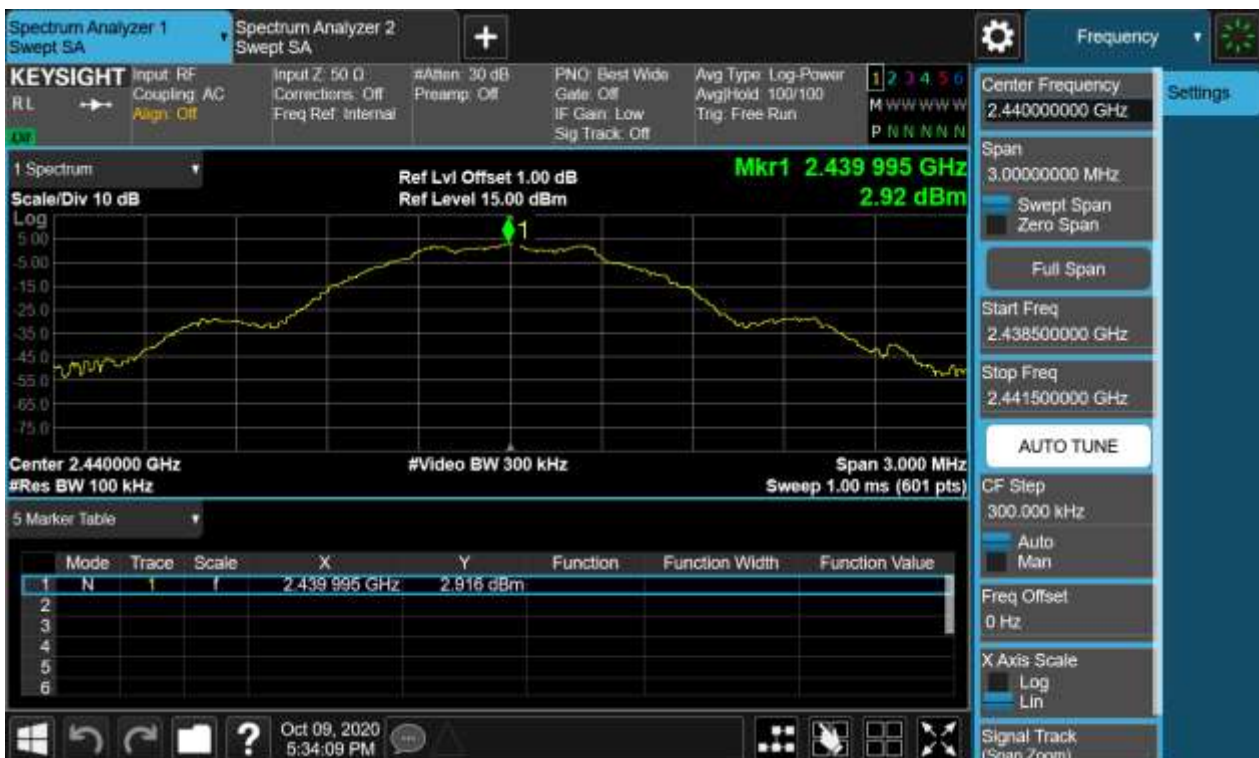 Spectrum Analyzer 1
Swept SA
Spectrum Analyzer 2
Swept SA
+
Frequency
KEYSIGHT
RL
Input: RF
Coupling: AC
Align: Off
Input Z: 50 Ω
Corrections: Off
Freq Ref: Internal
#Atten: 30 dB
Preamp: Off
PNO: Best Wide
Gate: Off
IF Gain: Low
Sig Track: Off
Avg Type: Log-Power
Avg|Hold: 100/100
Trig: Free Run
1 2 3 4 5 6
M W W W W W
P N N N N N
Center Frequency
2.440000000 GHz
Settings
Span
3.00000000 MHz
Swept Span
Zero Span
Full Span
Start Freq
2.438500000 GHz
Stop Freq
2.441500000 GHz
AUTO TUNE
CF Step
300.000 kHz
Auto
Man
Freq Offset
0 Hz
X Axis Scale
Log
Lin
Signal Track
(Span Zoom)
1 Spectrum
Scale/Div 10 dB
Ref Lvl Offset 1.00 dB
Ref Level 15.00 dBm
Mkr1 2.439 995 GHz
2.92 dBm
Log
5.00
-5.00
-15.0
-25.0
-35.0
-45.0
-55.0
-65.0
-75.0
1
Center 2.440000 GHz
#Res BW 100 kHz
#Video BW 300 kHz
Span 3.000 MHz
Sweep 1.00 ms (601 pts)
5 Marker Table
Mode Trace Scale X Y Function Function Width Function Value
1 N 1 f 2.439 995 GHz 2.916 dBm
2
3
4
5
6
?
Oct 09, 2020
5:34:09 PM